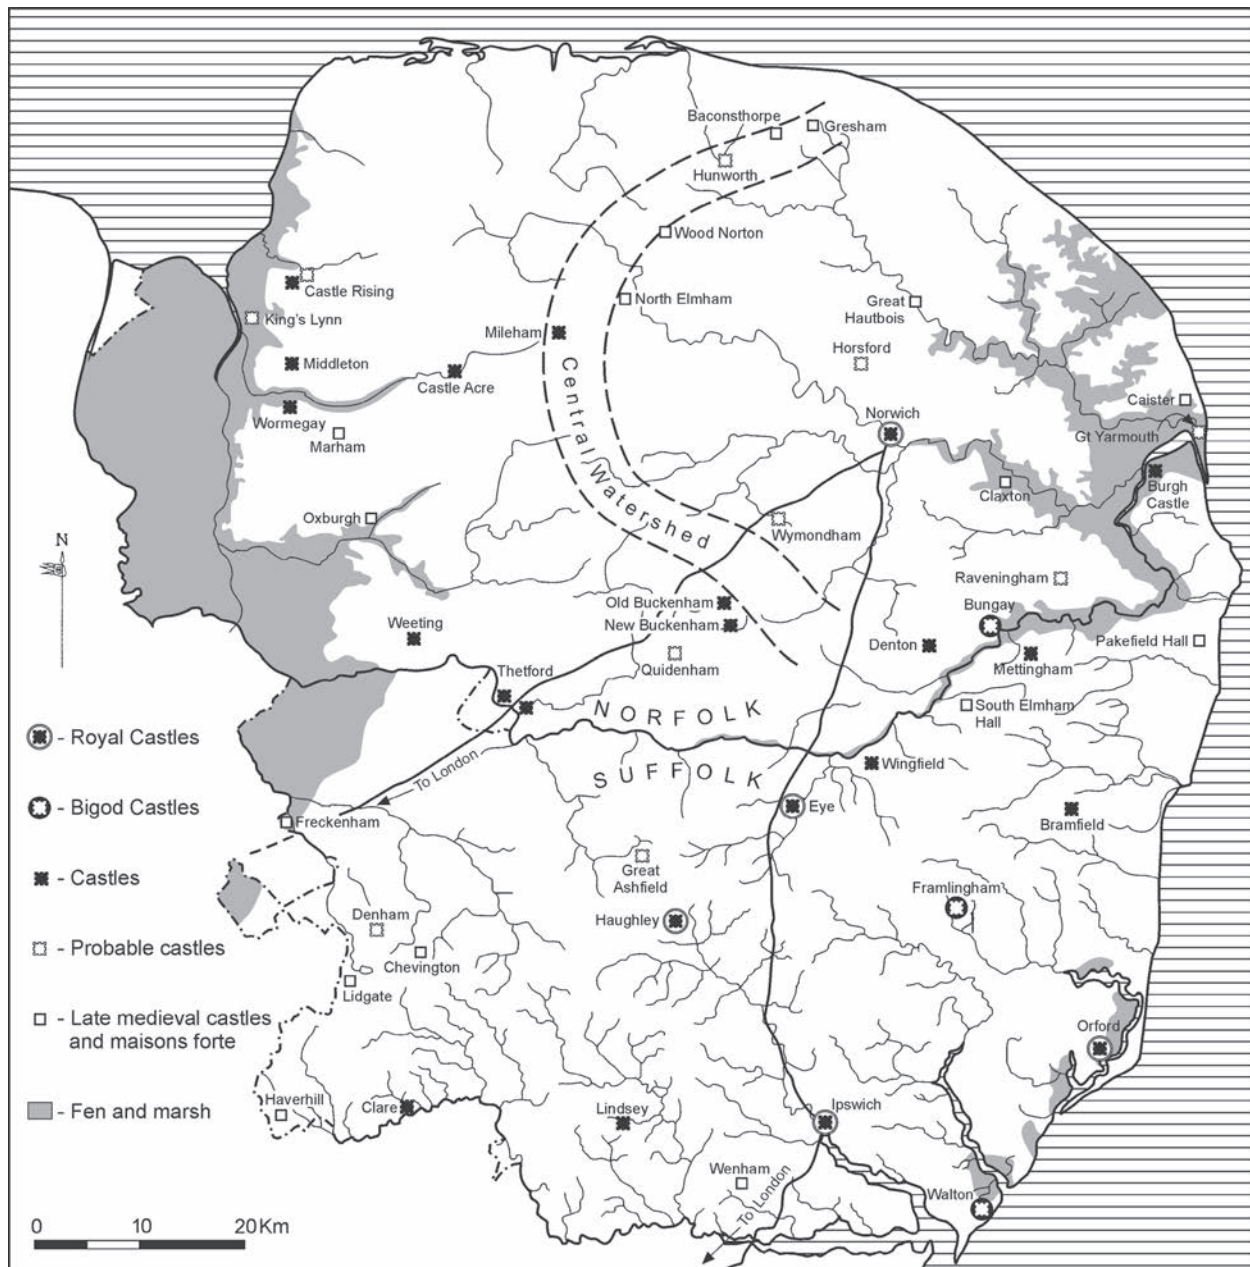 Baconsthorpe
Gresham
Hunworth
Wood Norton
North Elmham
Castle Rising
King's Lynn
Great
Hautbois
Mileham
Middleton
Horsford
Castle Acre
Central Watershed
Caister
Wormegay
Norwich
Marham
Gt Yarmouth
Burgh
Castle
Claxton
Oxburgh
Wymondham
N
Raveningham
Old Buckenham
Bungay
Weeting
New Buckenham
Denton
Pakefield Hall
Quidenham
Mettingham
Thetford
South Elmham
Hall
NORFOLK
SUFFOLK
To London
Wingfield
Eye
Freckenham
Bramfield
Great
Ashfield
Framlingham
Denham
Haughley
Chevington
Lidgate
Orford
Haverhill
Clare
Lindsey
Ipswich
Wenham
Walton
To London
- Royal Castles
- Bigod Castles
- Castles
- Probable castles
- Late medieval castles
and maisons forte
- Fen and marsh
0 10 20Km